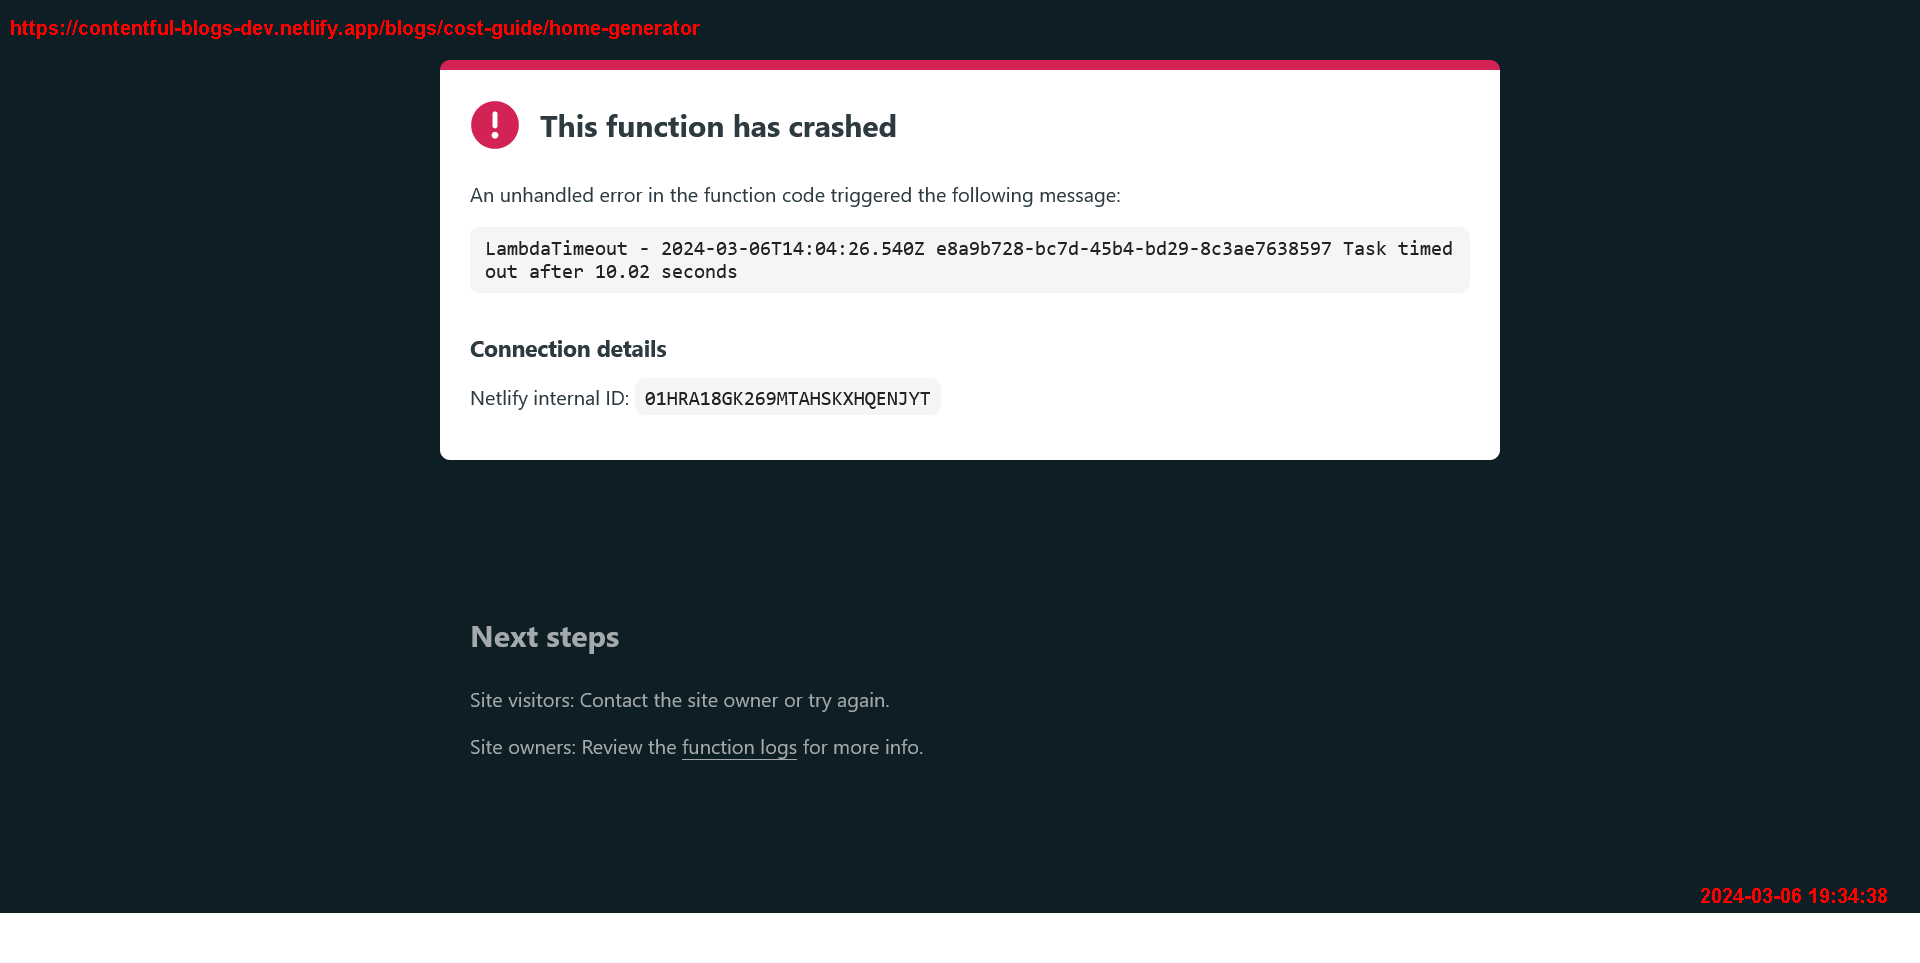 https://contentful-blogs-dev.netlify.app/blogs/cost-guide/home-generator
This function has crashed
An unhandled error in the function code triggered the following message:
LambdaTimeout - 2024-03-06T14:04:26.540Z e8a9b728-bc7d-45b4-bd29-8c3ae7638597 Task timed
out after 10.02 seconds
Connection details
Netlify internal ID: 01HRA18GK269MTAHSKXHQENJYT
Next steps
Site visitors: Contact the site owner or try again.
Site owners: Review the function logs for more info.
2024-03-06 19:34:38